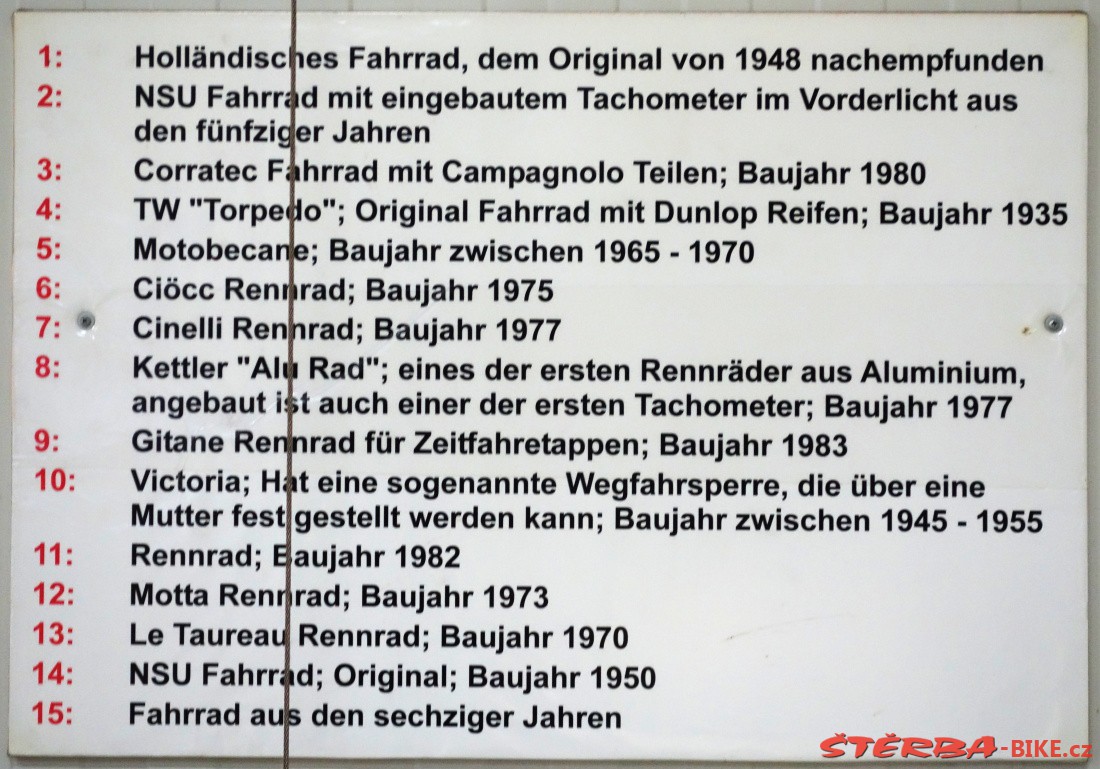 1: Holländisches Fahrrad, dem Original von 1948 nachempfunden
2: NSU Fahrrad mit eingebautem Tachometer im Vorderlicht aus
den fünfziger Jahren
3: Corratec Fahrrad mit Campagnolo Teilen; Baujahr 1980
4: TW "Torpedo"; Original Fahrrad mit Dunlop Reifen; Baujahr 1935
5: Motobecane; Baujahr zwischen 1965 - 1970
6: Ciöcc Rennrad; Baujahr 1975
7: Cinelli Rennrad; Baujahr 1977
8: Kettler "Alu Rad"; eines der ersten Rennräder aus Aluminium,
angebaut ist auch einer der ersten Tachometer; Baujahr 1977
9: Gitane Rennrad für Zeitfahretappen; Baujahr 1983
10: Victoria; Hat eine sogenannte Wegfahrsperre, die über eine
Mutter fest gestellt werden kann; Baujahr zwischen 1945 - 1955
11: Rennrad; Baujahr 1982
12: Motta Rennrad; Baujahr 1973
13: Le Taureau Rennrad; Baujahr 1970
14: NSU Fahrrad; Original; Baujahr 1950
15: Fahrrad aus den sechziger Jahren
ŠTĚRBA-BIKE.cz